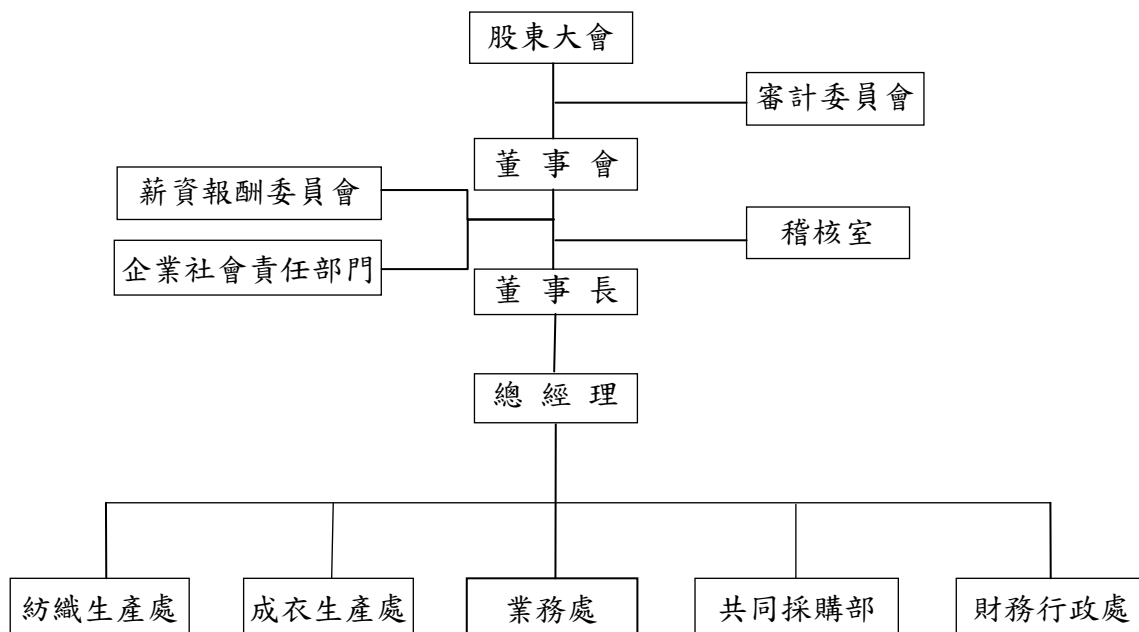 股東大會
審計委員會
董 事 會
薪資報酬委員會
稽核室
企業社會責任部門
董 事 長
總 經 理
紡織生產處
成衣生產處
業務處
共同採購部
財務行政處